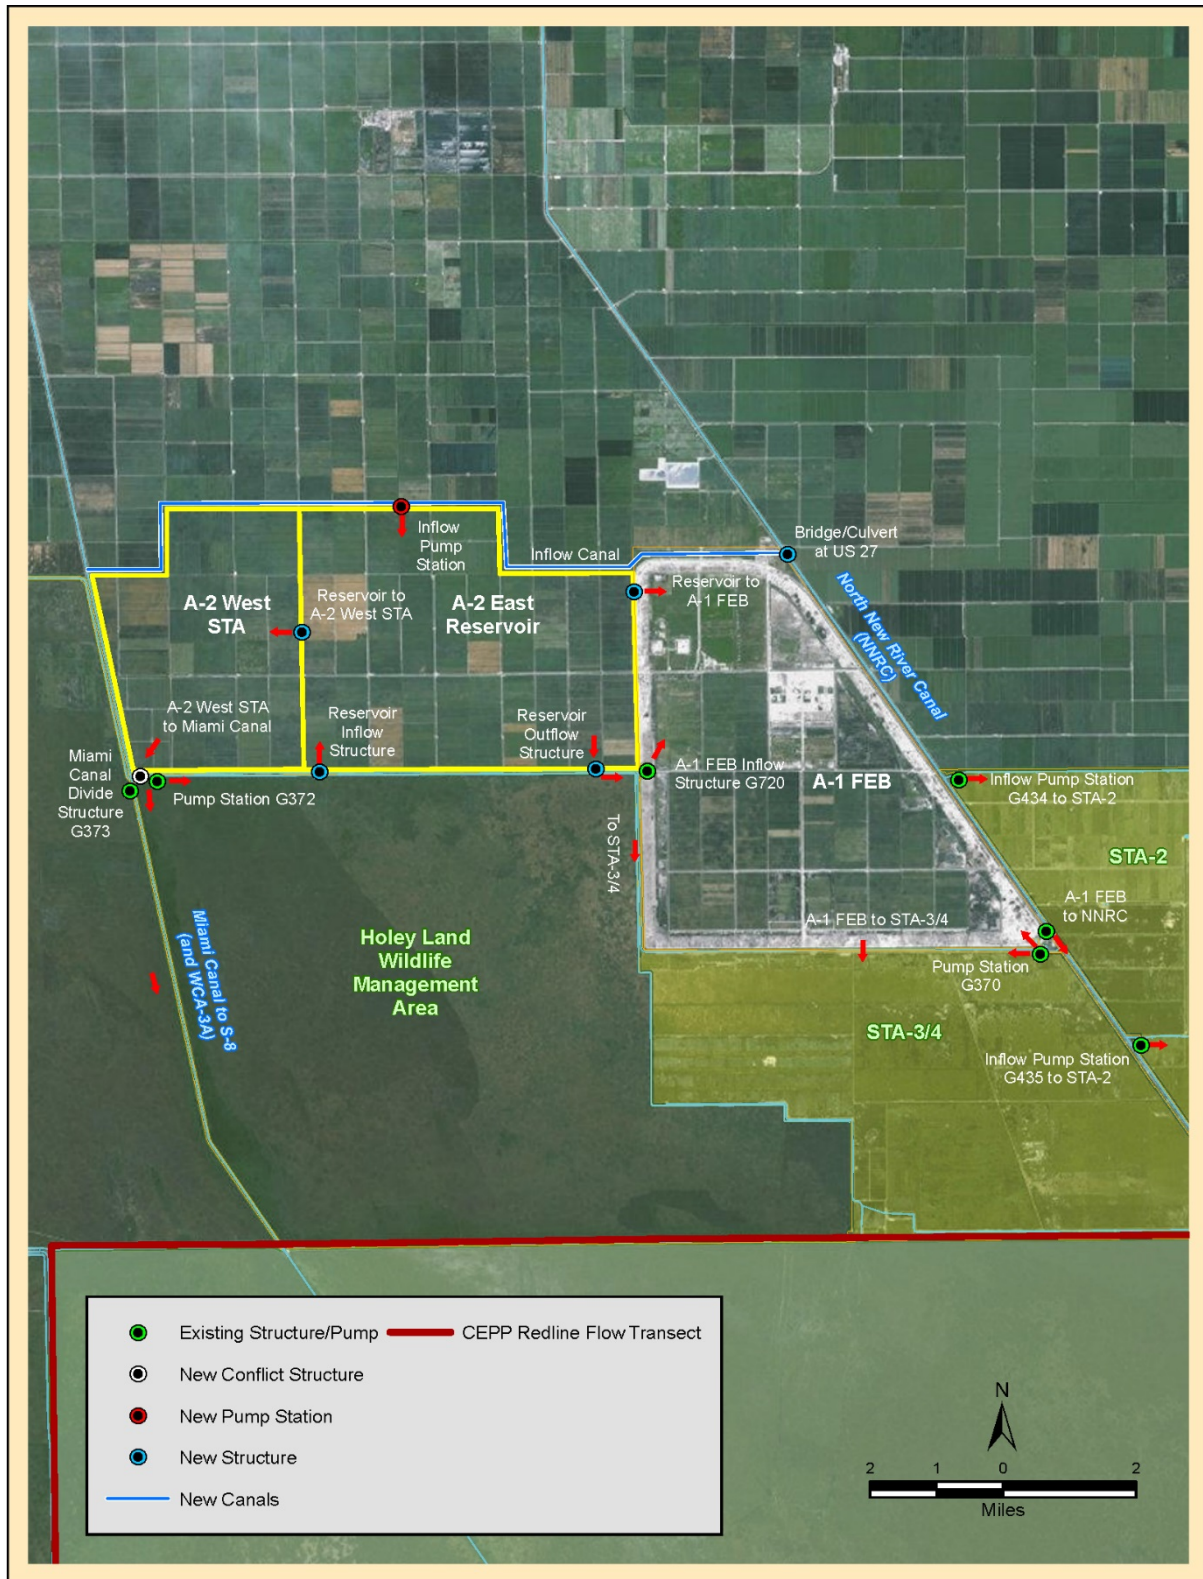 Inflow
Pump
Station
Inflow Canal
Bridge/Culvert
at US 27
Reservoir to
A-2 West STA
A-2 West
STA
A-2 East
Reservoir
Reservoir to
A-1 FEB
North New River Canal
(NNRC)
A-2 West STA
to Miami Canal
Reservoir
Inflow
Structure
Reservoir
Outflow
Structure
Miami
Canal
Divide
Structure
G373
Pump Station G372
A-1 FEB Inflow
Structure G720
A-1 FEB
Inflow Pump Station
G434 to STA-2
To STA-3/4
STA-2
A-1 FEB
to NNRC
A-1 FEB to STA-3/4
Pump Station
G370
Miami Canal to S-8
(and WCA-3A)
Holey Land
Wildlife
Management
Area
STA-3/4
Inflow Pump Station
G435 to STA-2
Existing Structure/Pump
CEPP Redline Flow Transect
New Conflict Structure
New Pump Station
New Structure
New Canals
N
2 1 0 2
Miles